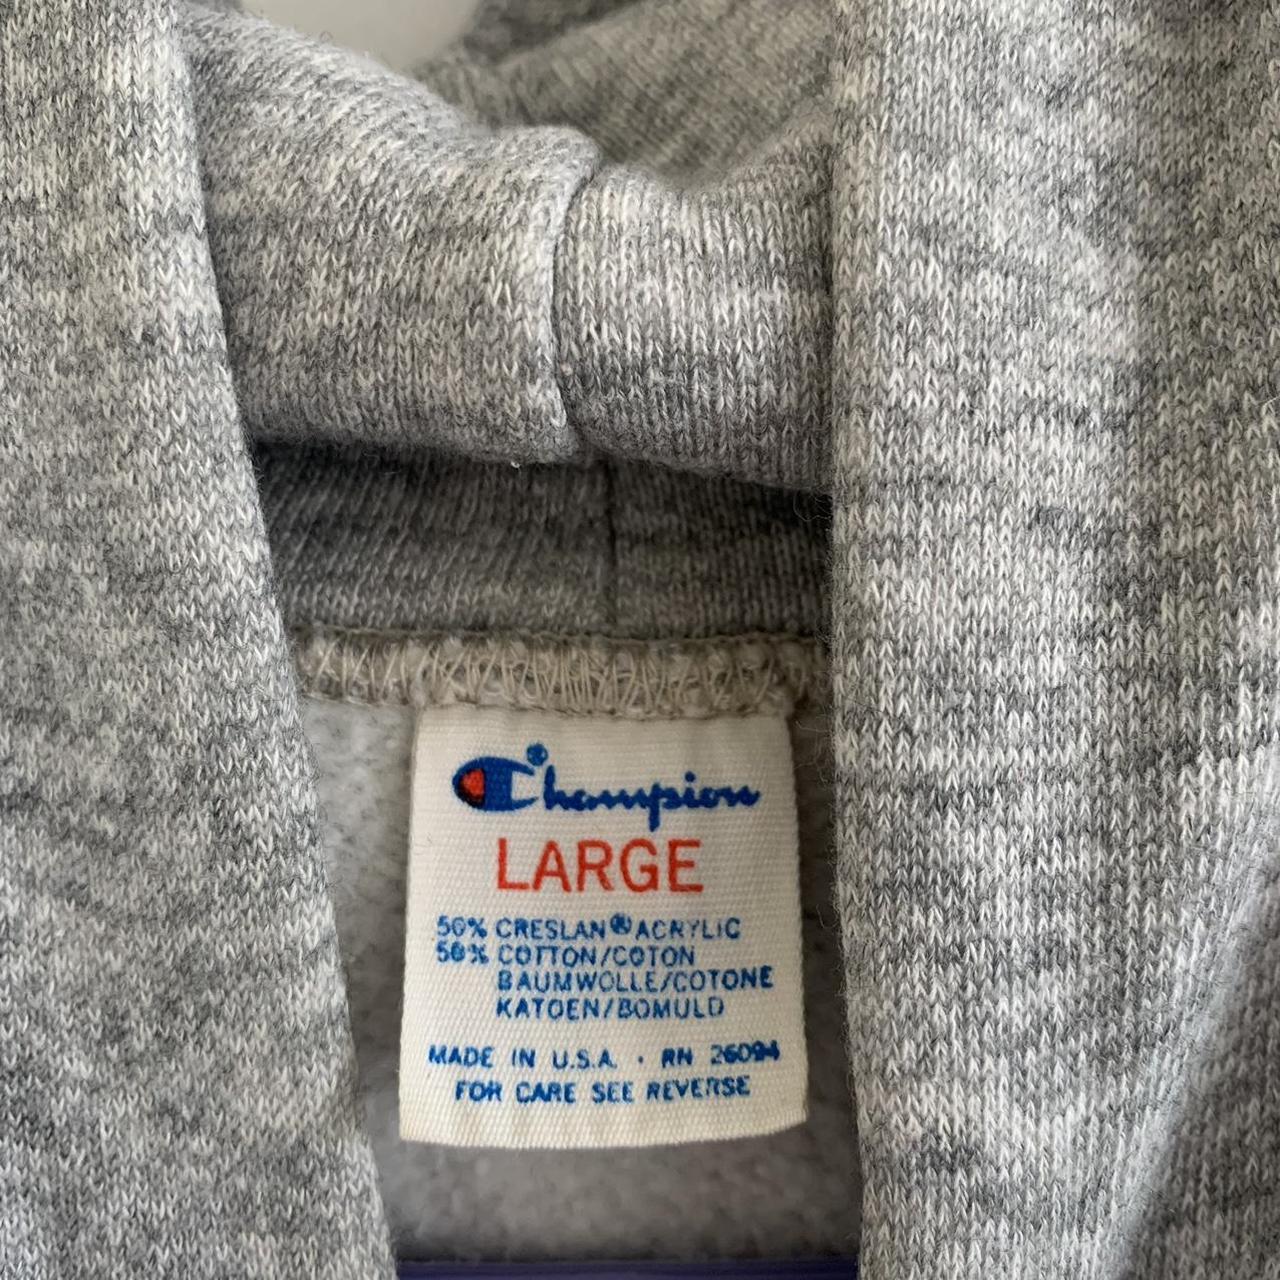 Champion®
LARGE
50% CRESLAN® ACRYLIC
50% COTTON/COTON
BAUMWOLLE/COTONE
KATOEN/BOMULD
MADE IN U.S.A. · RN 26094
FOR CARE SEE REVERSE